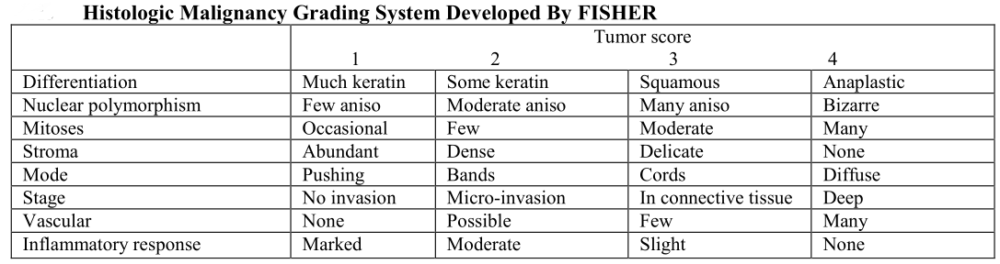 Histologic Malignancy Grading System Developed By FISHER
Tumor score
1 2 3 4
Differentiation Much keratin Some keratin Squamous Anaplastic
Nuclear polymorphism Few aniso Moderate aniso Many aniso Bizarre
Mitoses Occasional Few Moderate Many
Stroma Abundant Dense Delicate None
Mode Pushing Bands Cords Diffuse
Stage No invasion Micro-invasion In connective tissue Deep
Vascular None Possible Few Many
Inflammatory response Marked Moderate Slight None